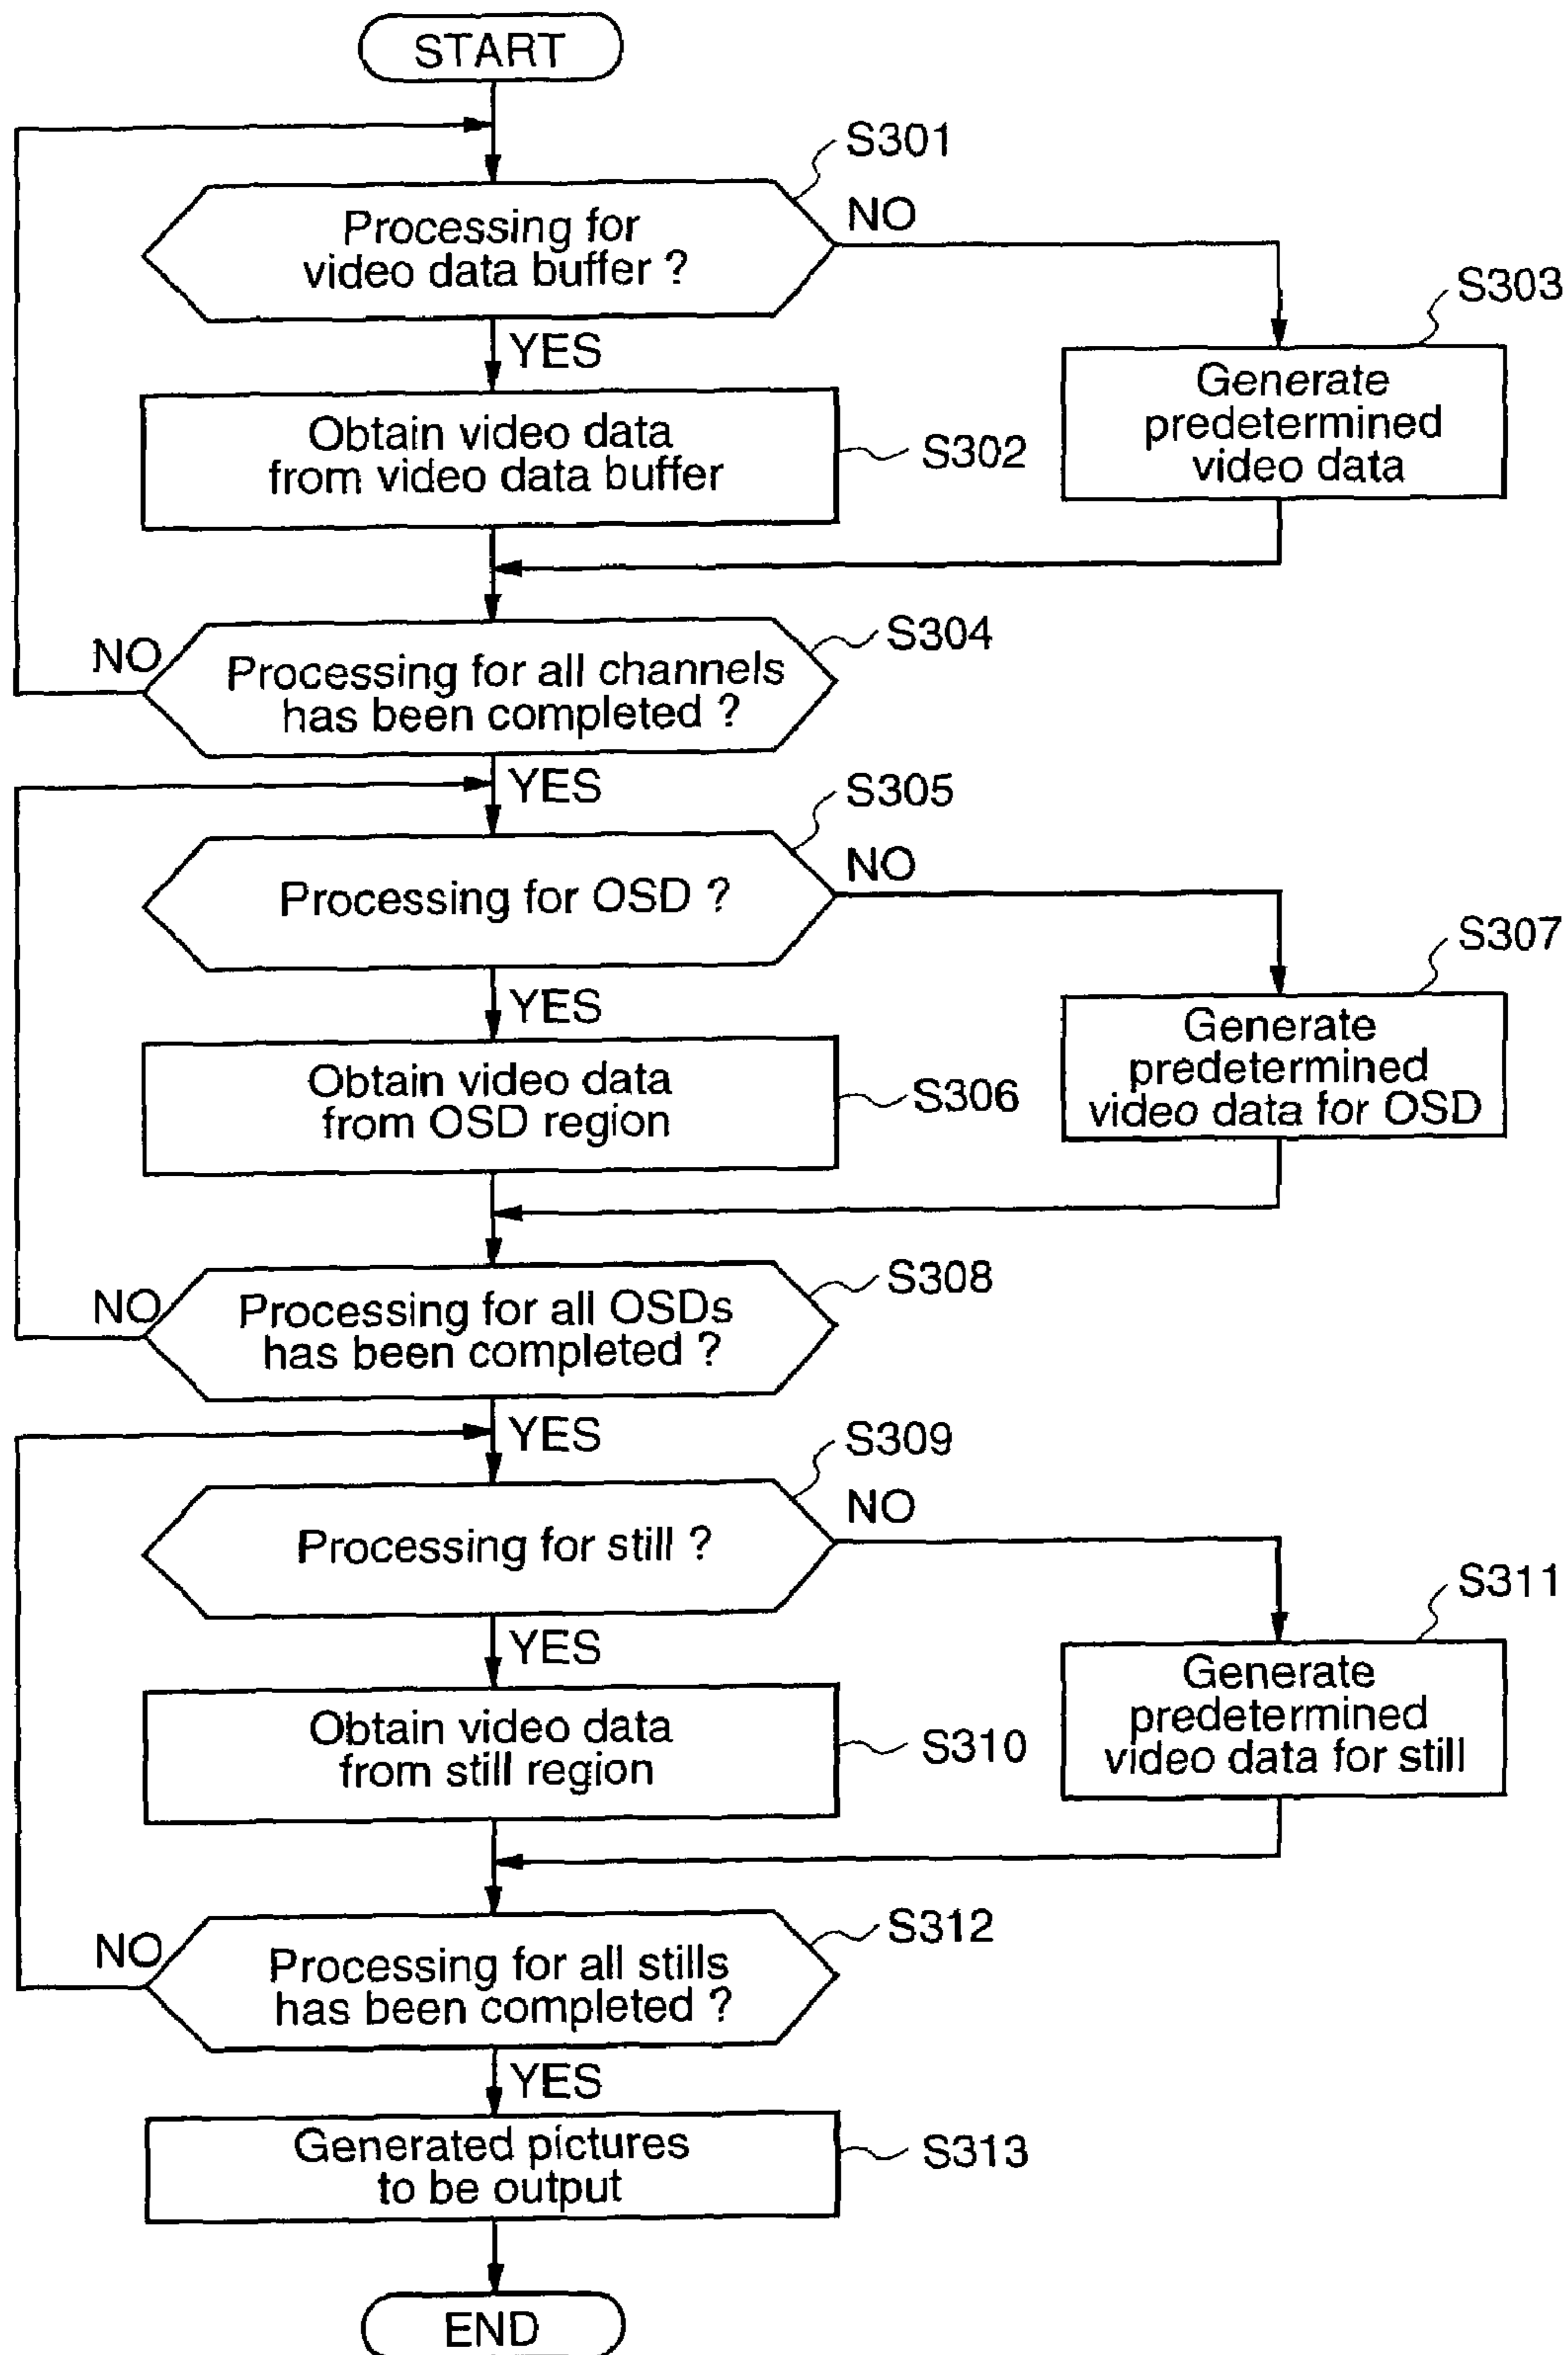 START
S301
Processing for
video data buffer ?
NO
S303
YES
Generate
predetermined
video data
Obtain video data
from video data buffer
S302
S304
NO
Processing for all channels
has been completed ?
YES
S305
NO
Processing for OSD ?
S307
YES
Generate
predetermined
video data for OSD
Obtain video data
from OSD region
S306
S308
NO
Processing for all OSDs
has been completed ?
YES
S309
NO
Processing for still ?
S311
YES
Generate
predetermined
video data for still
Obtain video data
from still region
S310
S312
NO
Processing for all stills
has been completed ?
YES
Generated pictures
to be output
S313
END